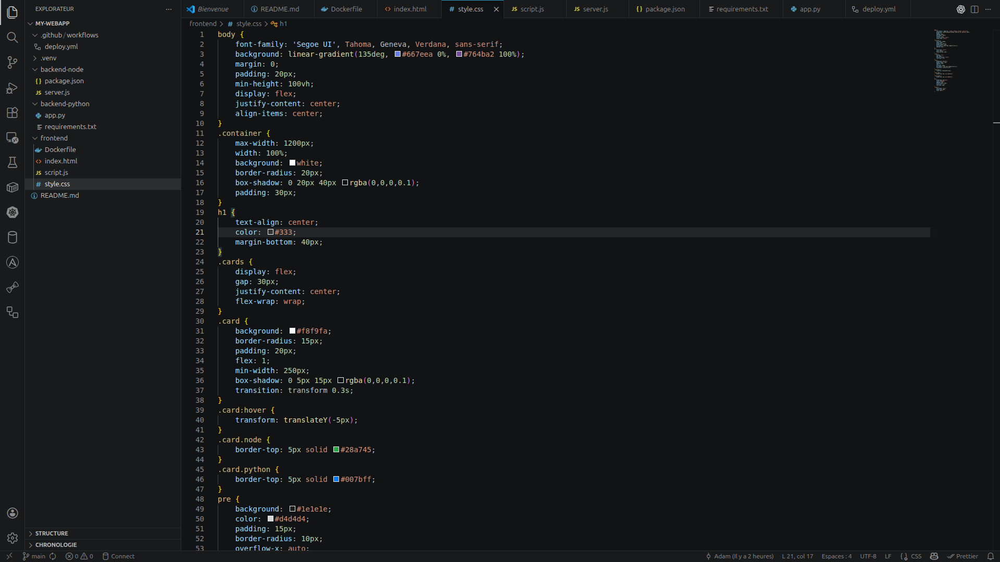 EXPLORATEUR
MY-WEBAPP
.github / workflows
deploy.yml
.venv
backend-node
package.json
server.js
backend-python
app.py
requirements.txt
frontend
Dockerfile
index.html
script.js
style.css
README.md
STRUCTURE
CHRONOLOGIE
Bienvenue README.md Dockerfile index.html style.css script.js server.js package.json requirements.txt app.py deploy.yml
frontend > style.css > h1
1 body {
2 font-family: 'Segoe UI', Tahoma, Geneva, Verdana, sans-serif;
3 background: linear-gradient(135deg, #667eea 0%, #764ba2 100%);
4 margin: 0;
5 padding: 20px;
6 min-height: 100vh;
7 display: flex;
8 justify-content: center;
9 align-items: center;
10 }
11 .container {
12 max-width: 1200px;
13 width: 100%;
14 background: white;
15 border-radius: 20px;
16 box-shadow: 0 20px 40px rgba(0,0,0,0.1);
17 padding: 30px;
18 }
19 h1 {
20 text-align: center;
21 color: #333;
22 margin-bottom: 40px;
23 }
24 .cards {
25 display: flex;
26 gap: 30px;
27 justify-content: center;
28 flex-wrap: wrap;
29 }
30 .card {
31 background: #f8f9fa;
32 border-radius: 15px;
33 padding: 20px;
34 flex: 1;
35 min-width: 250px;
36 box-shadow: 0 5px 15px rgba(0,0,0,0.1);
37 transition: transform 0.3s;
38 }
39 .card:hover {
40 transform: translateY(-5px);
41 }
42 .card.node {
43 border-top: 5px solid #28a745;
44 }
45 .card.python {
46 border-top: 5px solid #007bff;
47 }
48 pre {
49 background: #1e1e1e;
50 color: #d4d4d4;
51 padding: 15px;
52 border-radius: 10px;
53 overflow-x: auto;
main 0 0 Connect Adam (Il y a 2 heures) L 21, col 17 Espaces : 4 UTF-8 LF { } CSS Prettier